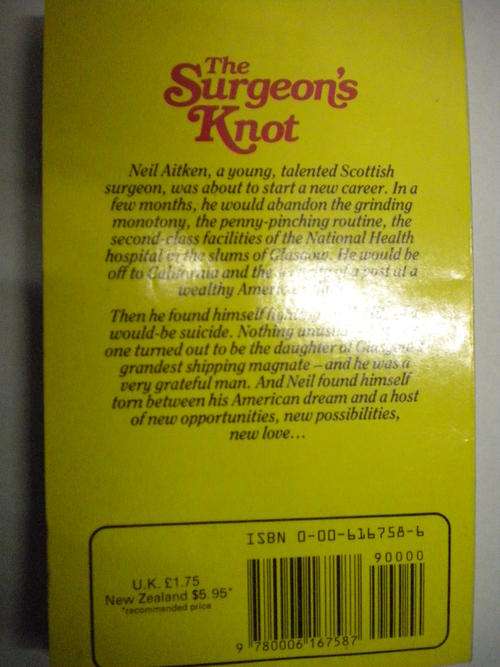 The
Surgeon's
Knot
Neil Aitken, a young, talented Scottish
surgeon, was about to start a new career. In a
few months, he would abandon the grinding
monotony, the penny-pinching routine, the
second-class facilities of the National Health
hospital in the slums of Glasgow. He would be
off to California and the of a post at a
wealthy
Then he found himself fighting
would-be suicide. Nothing
one turned out to be the daughter of Glasgow's
grandest shipping magnate – and he was a
very grateful man. And Neil found himself
torn between his American dream and a host
of new opportunities, new possibilities,
new love...
ISBN 0-00-616758-6
90000
U.K. £1.75
New Zealand $5.95*
*recommended price
9 780006 167587